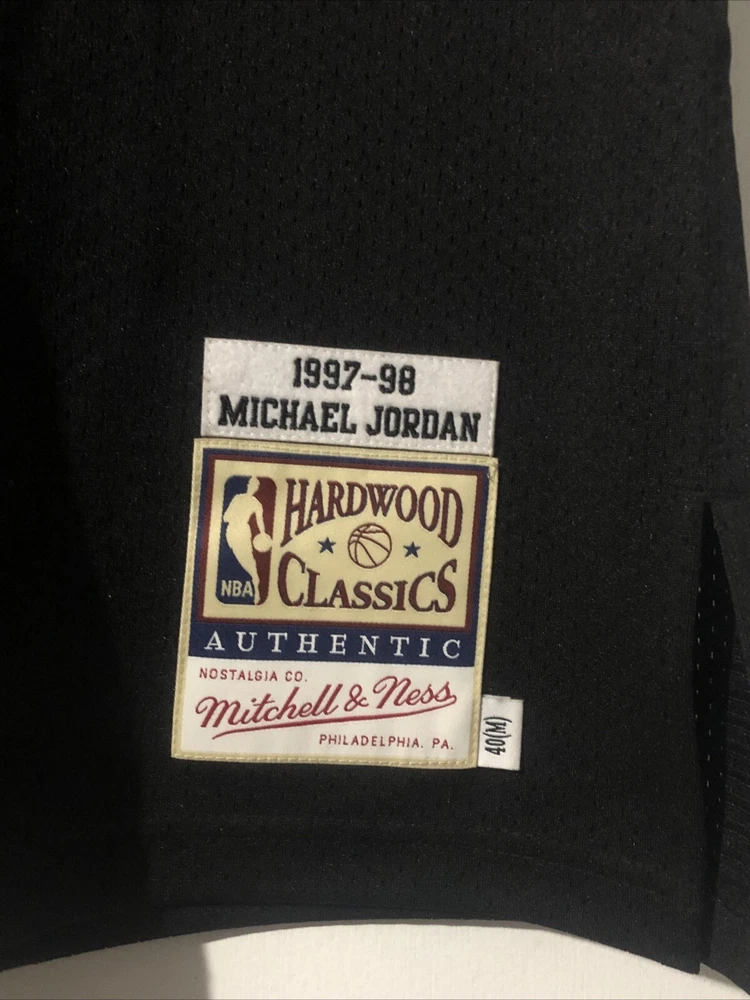 1997-98
MICHAEL JORDAN
HARDWOOD
NBA
CLASSICS
AUTHENTIC
NOSTALGIA CO.
Mitchell & Ness
PHILADELPHIA, PA.
40(M)